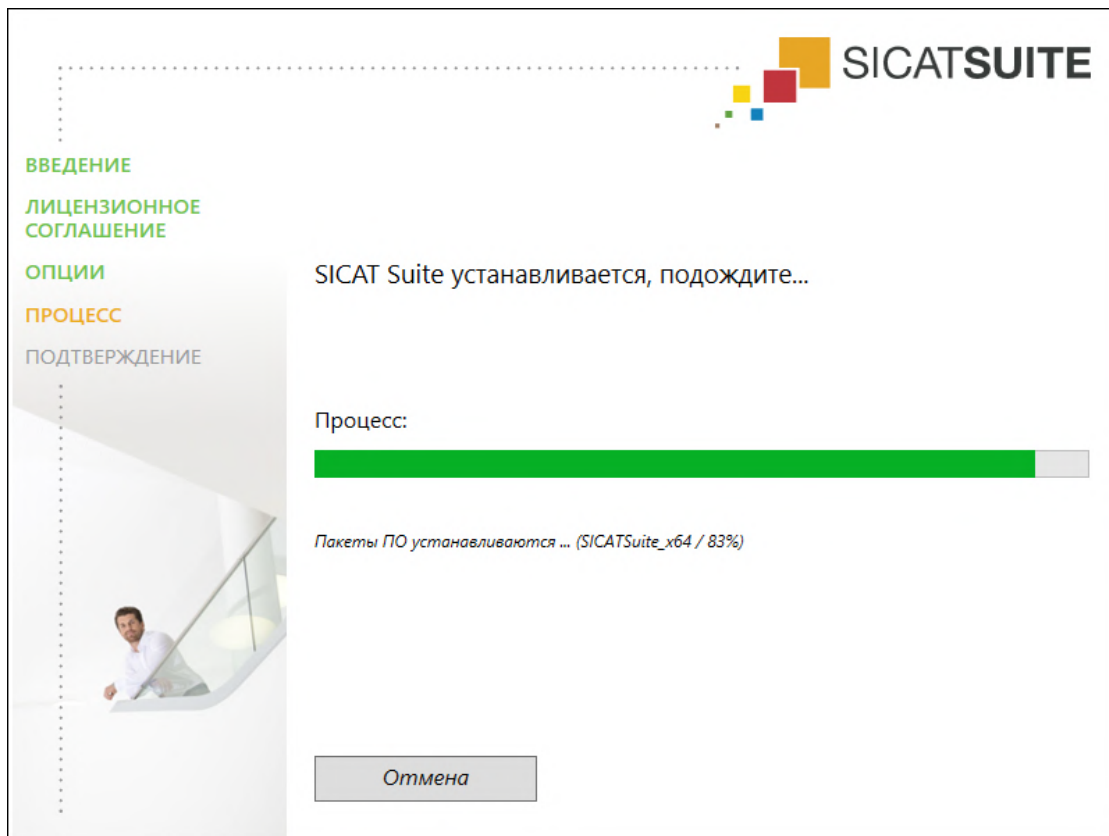 SICATSUITE
ВВЕДЕНИЕ
ЛИЦЕНЗИОННОЕ
СОГЛАШЕНИЕ
ОПЦИИ
ПРОЦЕСС
ПОДТВЕРЖДЕНИЕ
SICAT Suite устанавливается, подождите...
Процесс:
Пакеты ПО устанавливаются ... (SICATSuite_x64 / 83%)
Отмена